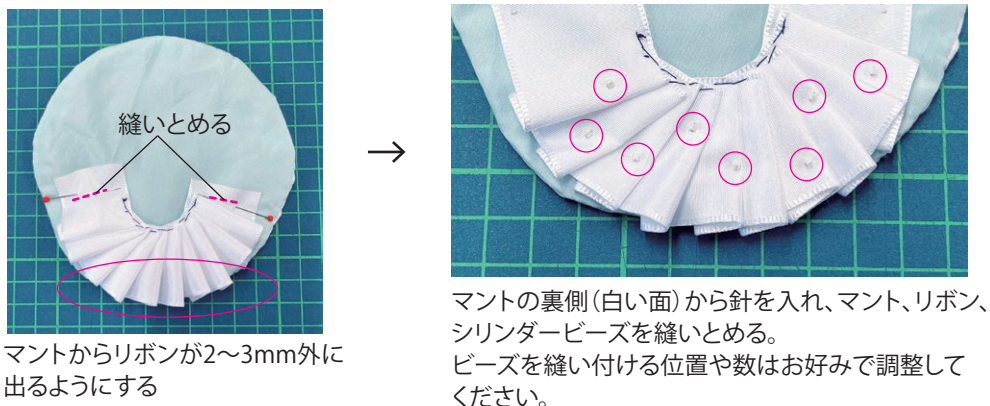 縫いとめる
マントからリボンが2～3mm外に
出るようにする
マントの裏側（白い面）から針を入れ、マント、リボン、
シリンダービーズを縫いとめる。
ビーズを縫い付ける位置や数はお好みで調整して
ください。